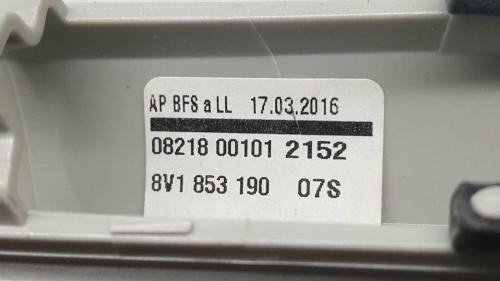 AP BFS a LL 17.03.2016
08218 00101 2152
8V1 853 190 07S